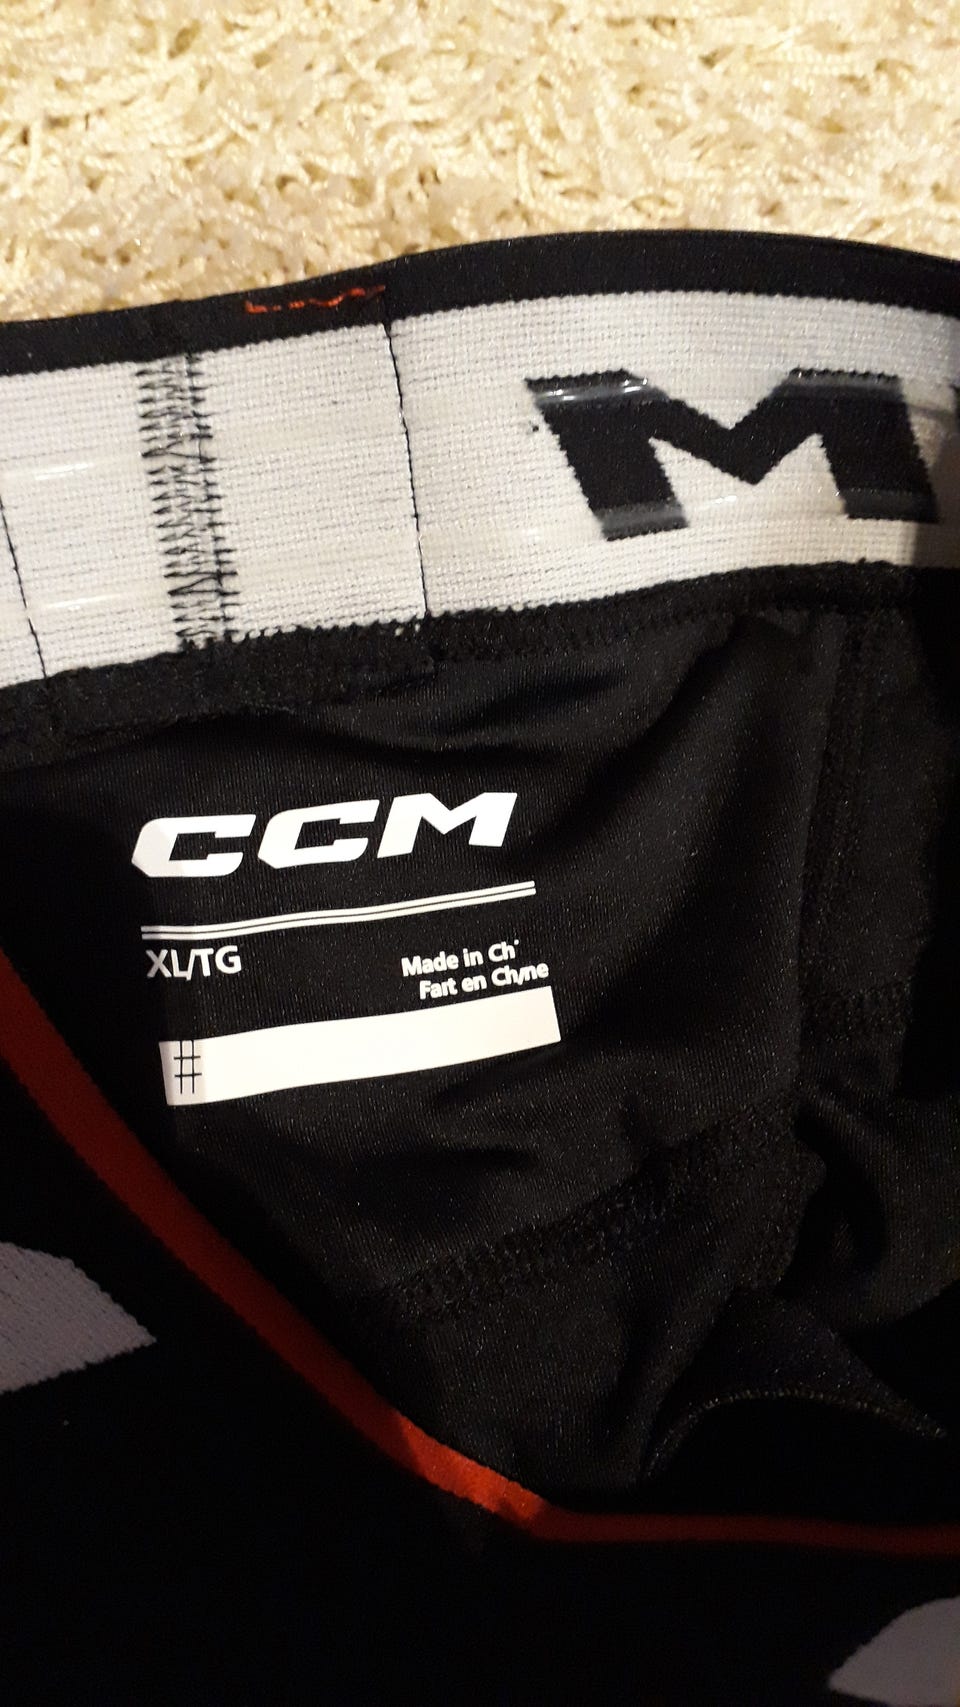 M
CCM
XL/TG
Made in Ch
Fart en Chyne
#